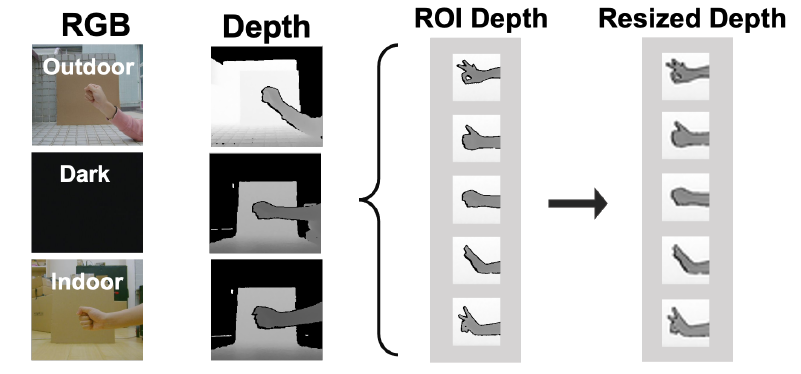 RGB
Depth
ROI Depth
Resized Depth
Outdoor
Dark
Indoor